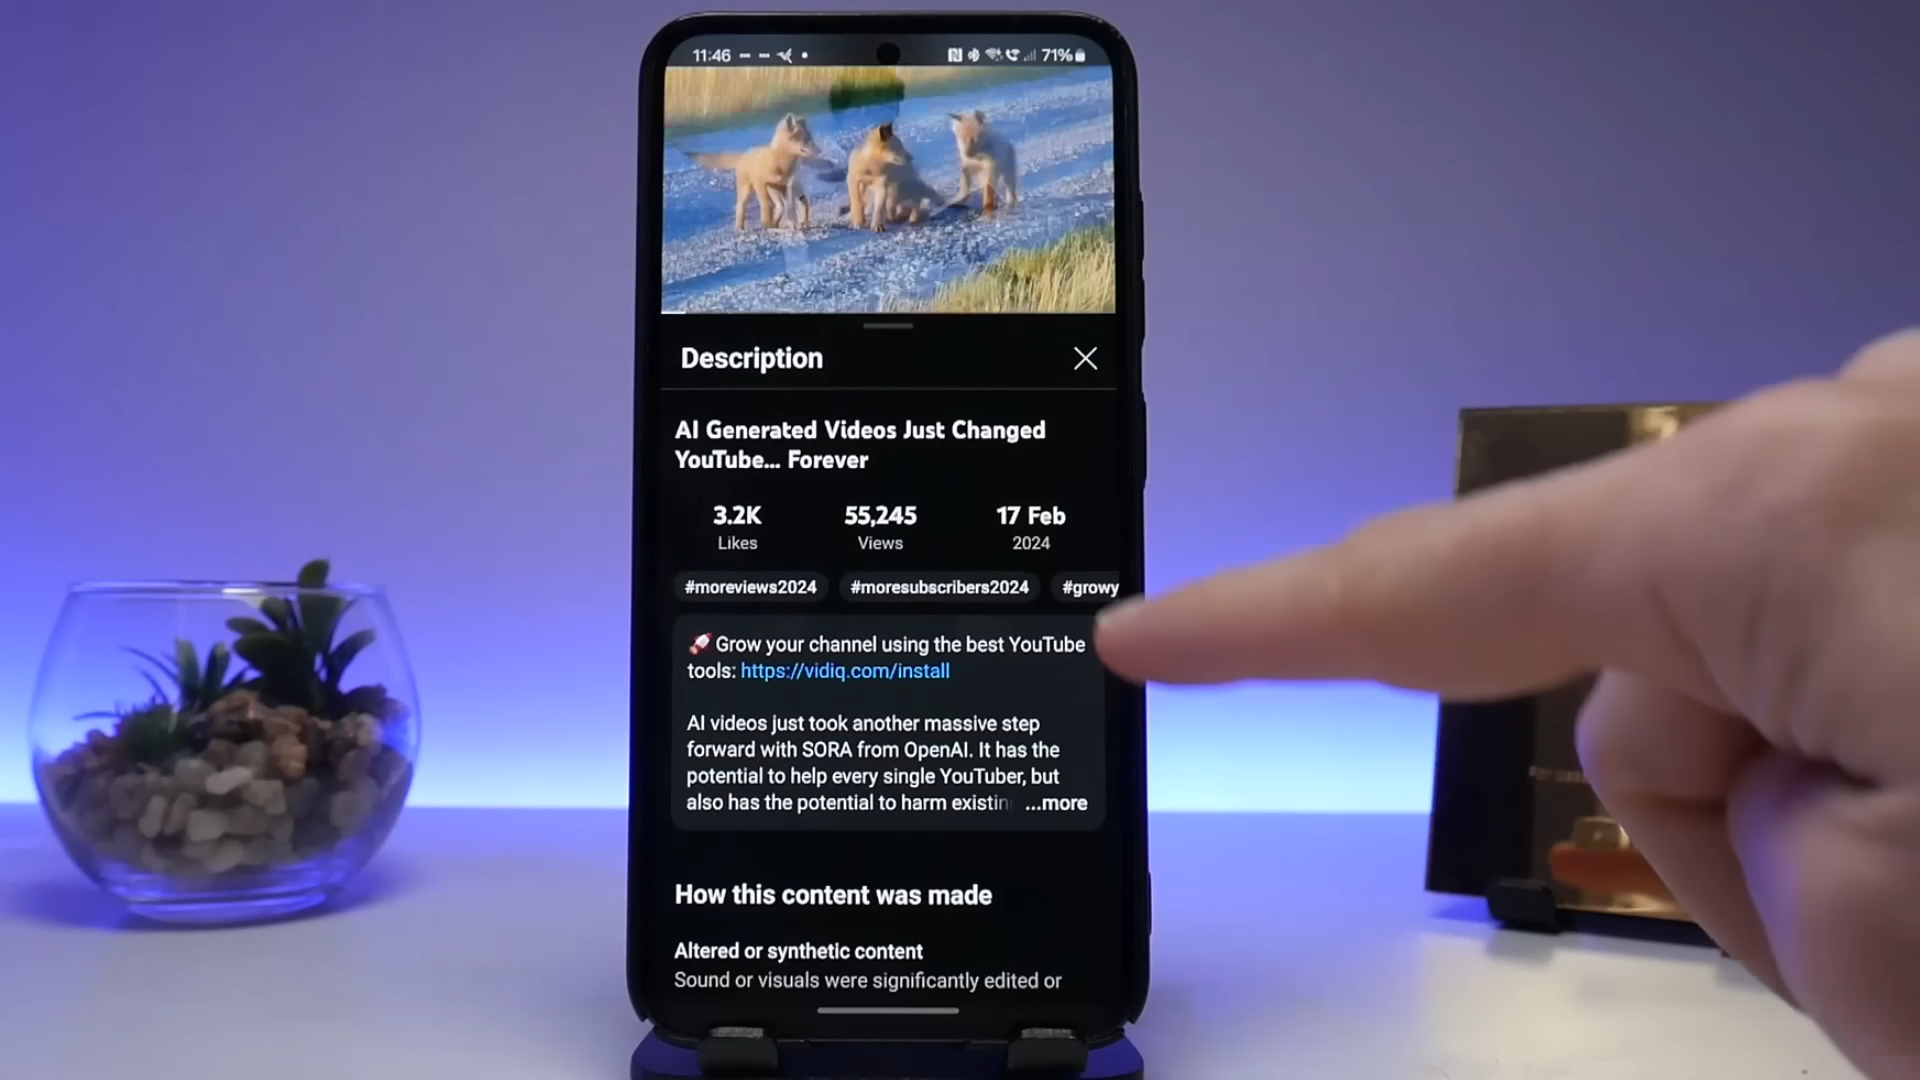 11:46
71%
Description
AI Generated Videos Just Changed
YouTube... Forever
3.2K
55,245
17 Feb
Likes
Views
2024
#moreviews2024
#moresubscribers2024
#growy
🚀 Grow your channel using the best YouTube
tools: https://vidiq.com/install
AI videos just took another massive step
forward with SORA from OpenAI. It has the
potential to help every single YouTuber, but
also has the potential to harm existin ...more
How this content was made
Altered or synthetic content
Sound or visuals were significantly edited or